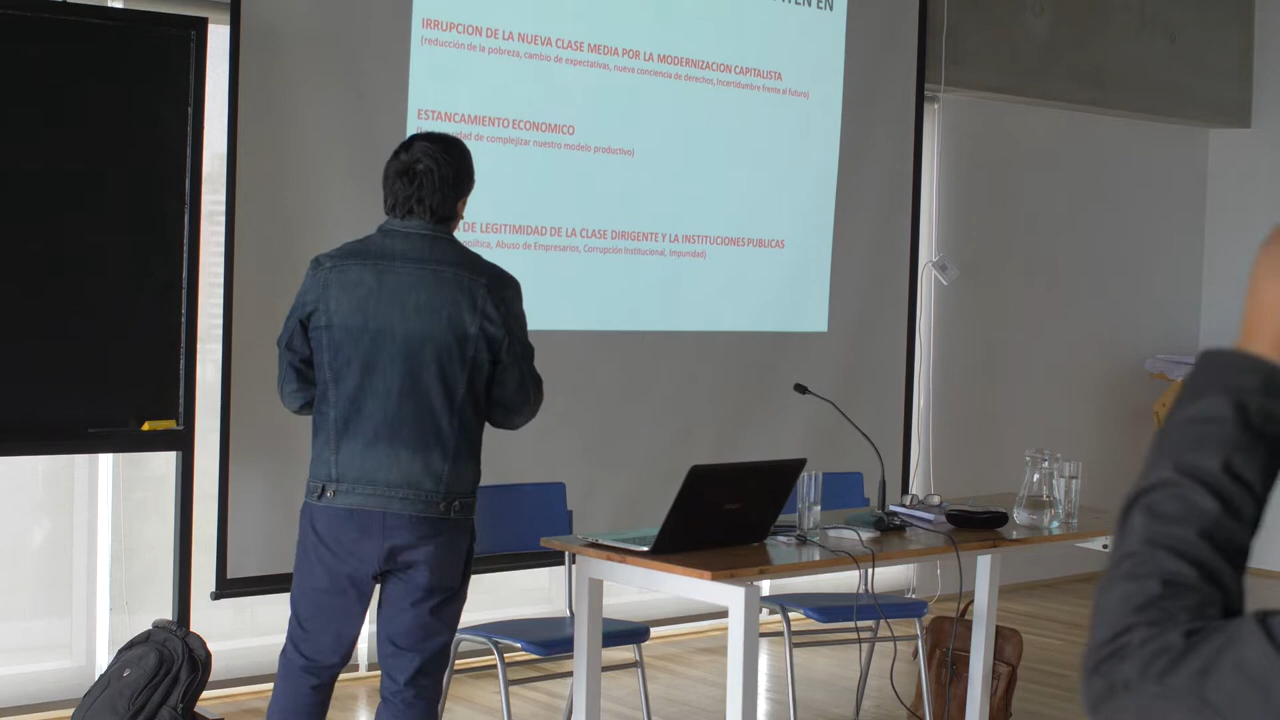 EN
IRRUPCION DE LA NUEVA CLASE MEDIA POR LA MODERNIZACION CAPITALISTA
(reducción de la pobreza, cambio de expectativas, nueva conciencia de derechos, Incertidumbre frente al futuro)
ESTANCAMIENTO ECONOMICO
de complejizar nuestro modelo productivo)
DE LEGITIMIDAD DE LA CLASE DIRIGENTE Y LA INSTITUCIONES PUBLICAS
política, Abuso de Empresarios, Corrupción Institucional, Impunidad)